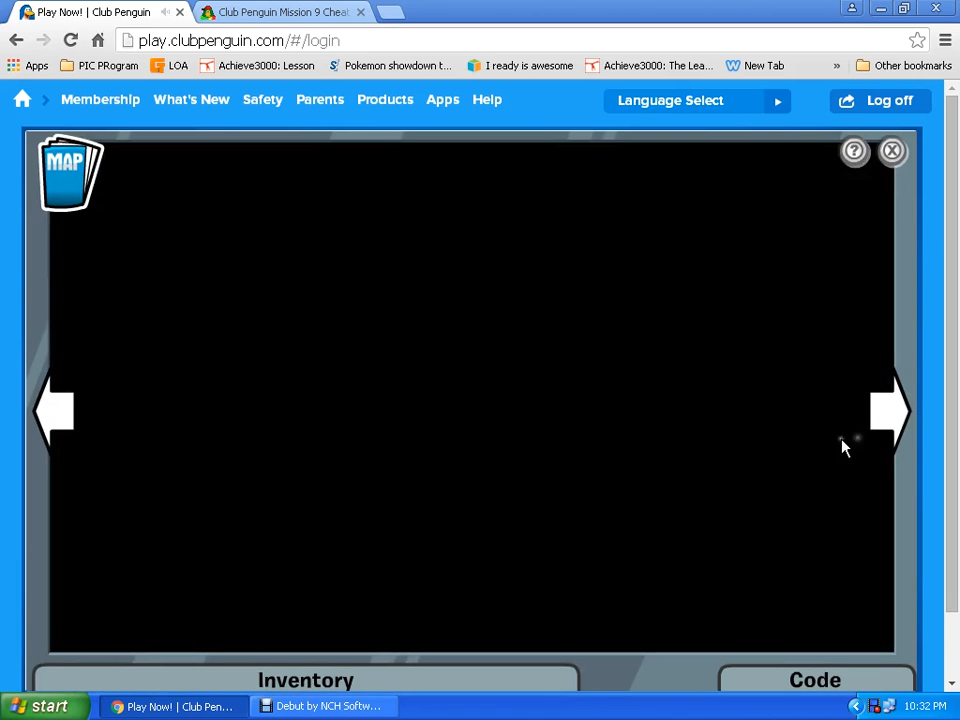 Play Now! | Club Penguin
Club Penguin Mission 9 Cheat
play.clubpenguin.com/#/login
Apps
PIC PRogram
LOA
Achieve3000: Lesson
Pokemon showdown t...
I ready is awesome
Achieve3000: The Lea...
New Tab
»
Other bookmarks
Membership
What's New
Safety
Parents
Products
Apps
Help
Language Select
Log off
MAP
?
X
Inventory
Code
start
Play Now! | Club Pen...
Debut by NCH Softw...
10:32 PM